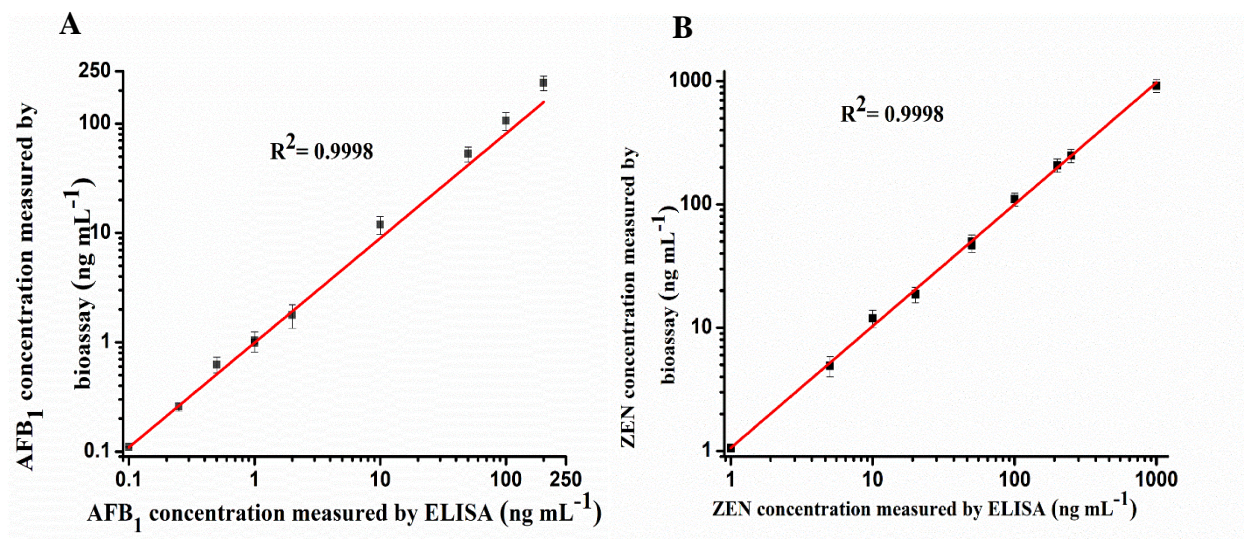 A
250
100
10
1
0.1
AFB1 concentration measured by
bioassay (ng mL-1)
R2= 0.9998
0.1
1
10
100
250
AFB1 concentration measured by ELISA (ng mL-1)
B
1000
100
10
1
ZEN concentration measured by
bioassay (ng mL-1)
R2= 0.9998
1
10
100
1000
ZEN concentration measured by ELISA (ng mL-1)